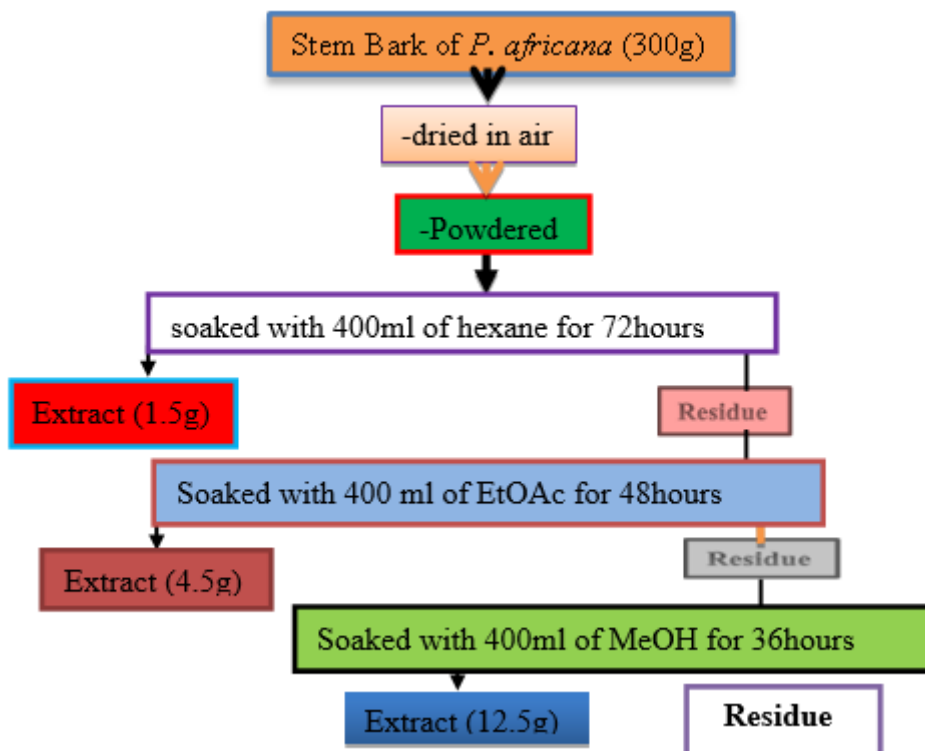 Stem Bark of P. africana (300g)
-dried in air
-Powdered
soaked with 400ml of hexane for 72hours
Extract (1.5g)
Residue
Soaked with 400 ml of EtOAc for 48hours
Extract (4.5g)
Residue
Soaked with 400ml of MeOH for 36hours
Extract (12.5g)
Residue